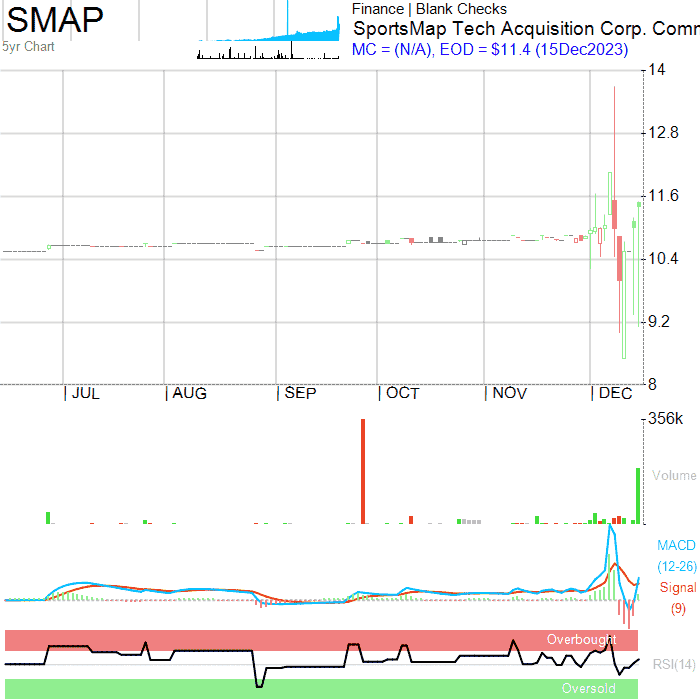 SMAP
5yr Chart
Finance | Blank Checks
SportsMap Tech Acquisition Corp. Comm
MC = (N/A), EOD = $11.4 (15Dec2023)
14
12.8
11.6
10.4
9.2
8
JUL
AUG
SEP
OCT
NOV
DEC
356k
Volume
MACD
(12-26)
Signal
(9)
Overbought
RSI(14)
Oversold